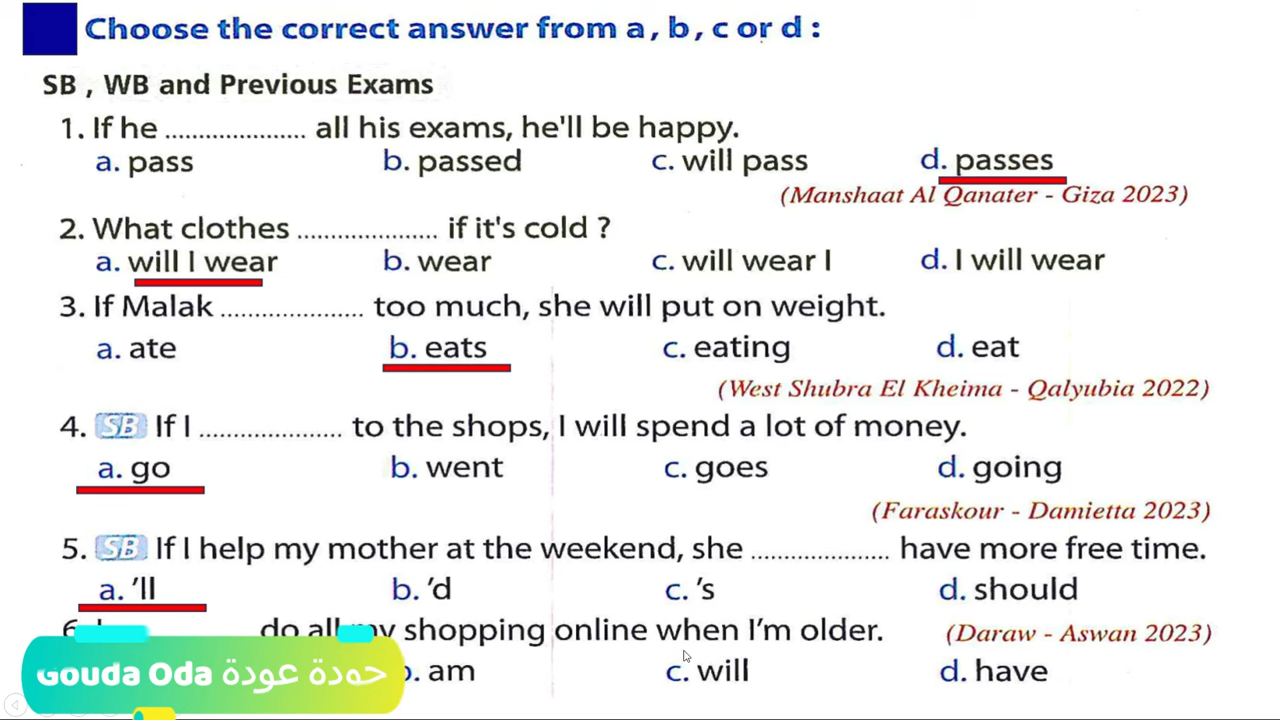 Choose the correct answer from a, b, c or d :
SB , WB and Previous Exams
1. If he ..................... all his exams, he'll be happy.
a. pass b. passed c. will pass d. passes
(Manshaat Al Qanater - Giza 2023)
2. What clothes ..................... if it's cold ?
a. will I wear b. wear c. will wear I d. I will wear
3. If Malak ..................... too much, she will put on weight.
a. ate b. eats c. eating d. eat
(West Shubra El Kheima - Qalyubia 2022)
4. SB If I ..................... to the shops, I will spend a lot of money.
a. go b. went c. goes d. going
(Faraskour - Damietta 2023)
5. SB If I help my mother at the weekend, she ..................... have more free time.
a. 'll b. 'd c. 's d. should
do all my shopping online when I'm older. (Daraw - Aswan 2023)
am c. will d. have
Gouda Oda جودة عودة